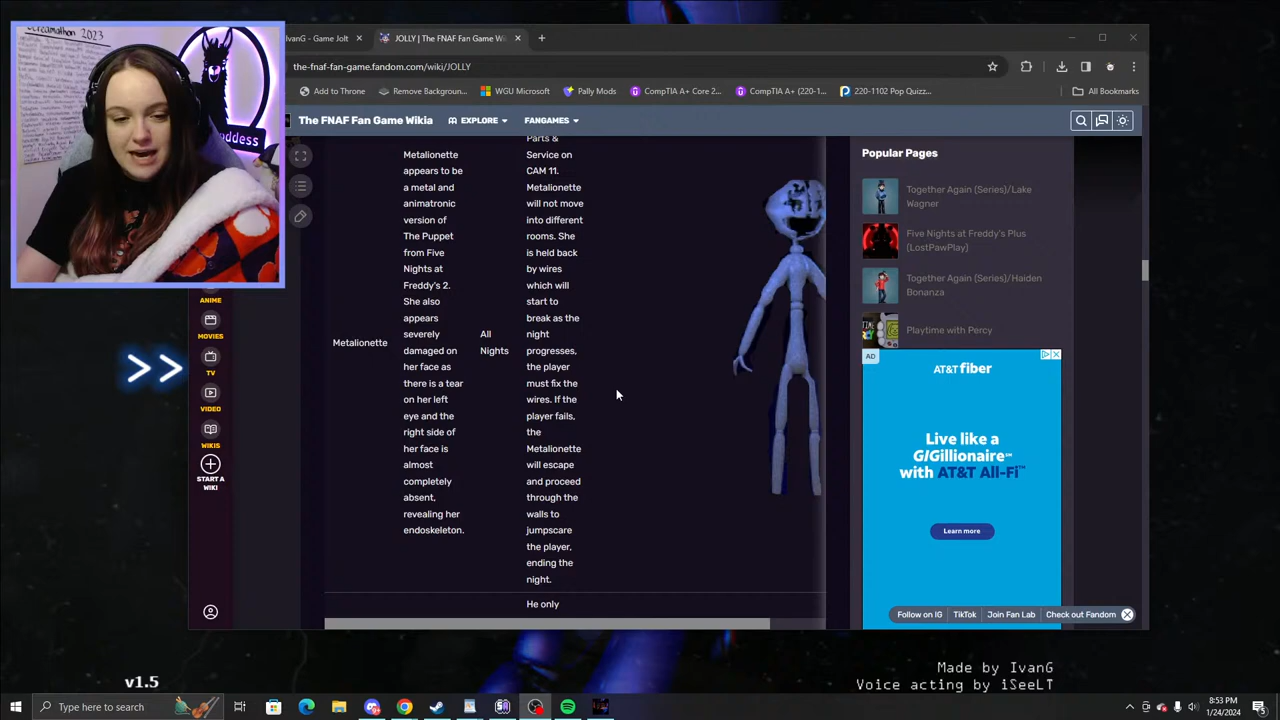 Screamathon 2023
ddess
IvanG - Game Jolt
JOLLY | The FNAF Fan Game W
the-fnaf-fan-game.fandom.com/wiki/JOLLY
Add to Throne
Remove Background
WGU Microsoft
Pally Mods
CompTIA A+ Core 2
CompTIA A+ (220-1
220-1102 Pop Quizz...
All Bookmarks
The FNAF Fan Game Wiki
EXPLORE
FANGAMES
ANIME
MOVIES
TV
VIDEO
WIKIS
START A
WIKI
Metalionette
Metalionette
appears to be
a metal and
animatronic
version of
The Puppet
from Five
Nights at
Freddy's 2.
She also
appears
severely
damaged on
her face as
there is a tear
on her left
eye and the
right side of
her face is
almost
completely
absent,
revealing her
endoskeleton.
All
Nights
Parts &
Service on
CAM 11.
Metalionette
will not move
into different
rooms. She
is held back
by wires
which will
start to
break as the
night
progresses,
the player
must fix the
wires. If the
player fails,
the
Metalionette
will escape
and proceed
through the
walls to
jumpscare
the player,
ending the
night.
He only
Popular Pages
Together Again (Series)/Lake
Wagner
Five Nights at Freddy's Plus
(LostPawPlay)
Together Again (Series)/Haiden
Bonanza
Playtime with Percy
AD
AT&T fiber
Live like a
GIGillionaire℠
with AT&T All-Fi™
Learn more
Follow on IG
TikTok
Join Fan Lab
Check out Fandom
>>
v1.5
Made by IvanG
Voice acting by iSeeLT
Type here to search
8:53 PM
1/24/2024